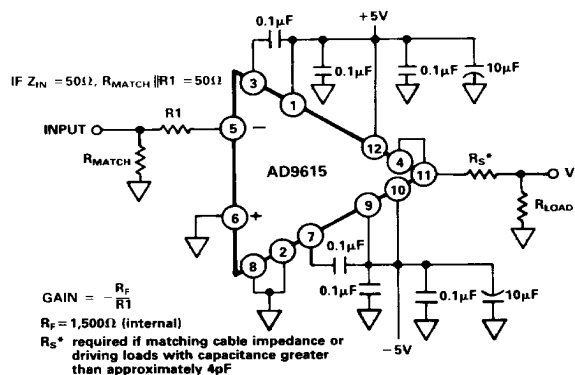 0.1μF
+5V
IF Z_IN = 50Ω, R_MATCH ∥R1 = 50Ω
3
0.1μF
0.1μF
10μF
1
INPUT
R1
5
−
12
4
R_MATCH
AD9615
11
R_S*
V
10
R_LOAD
6
+
9
7
0.1μF
2
8
0.1μF
0.1μF
10μF
GAIN = −R_F/R1
R_F = 1,500Ω (internal)
−5V
R_S* required if matching cable impedance or
driving loads with capacitance greater
than approximately 4pF